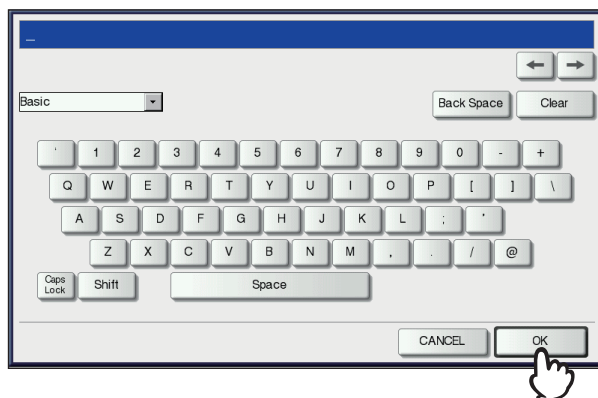 _
Basic
Back Space Clear
' 1 2 3 4 5 6 7 8 9 0 - +
Q W E R T Y U I O P [ ] \
A S D F G H J K L ; '
Z X C V B N M , . / @
Caps Lock Shift Space
CANCEL OK